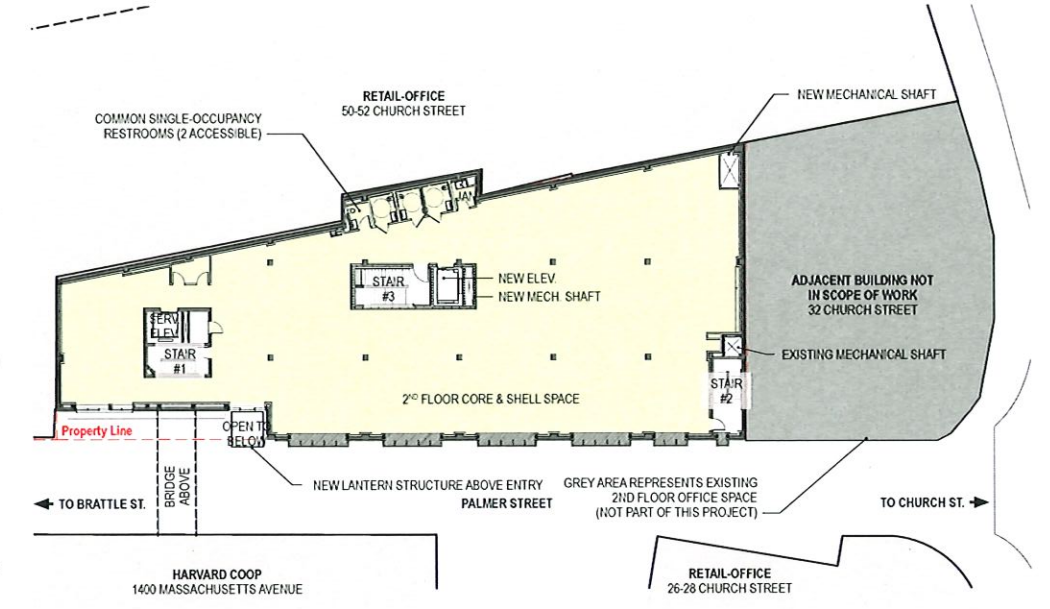 RETAIL-OFFICE
50-52 CHURCH STREET
NEW MECHANICAL SHAFT
COMMON SINGLE-OCCUPANCY
RESTROOMS (2 ACCESSIBLE)
JAN
STAIR
#3
NEW ELEV.
NEW MECH. SHAFT
ADJACENT BUILDING NOT
IN SCOPE OF WORK
32 CHURCH STREET
SERV.
ELEV.
STAIR
#1
EXISTING MECHANICAL SHAFT
STAIR
#2
2ND FLOOR CORE & SHELL SPACE
Property Line
OPEN TO
BELOW
BRIDGE
ABOVE
NEW LANTERN STRUCTURE ABOVE ENTRY
GREY AREA REPRESENTS EXISTING
2ND FLOOR OFFICE SPACE
(NOT PART OF THIS PROJECT)
TO BRATTLE ST.
PALMER STREET
TO CHURCH ST.
HARVARD COOP
1400 MASSACHUSETTS AVENUE
RETAIL-OFFICE
26-28 CHURCH STREET